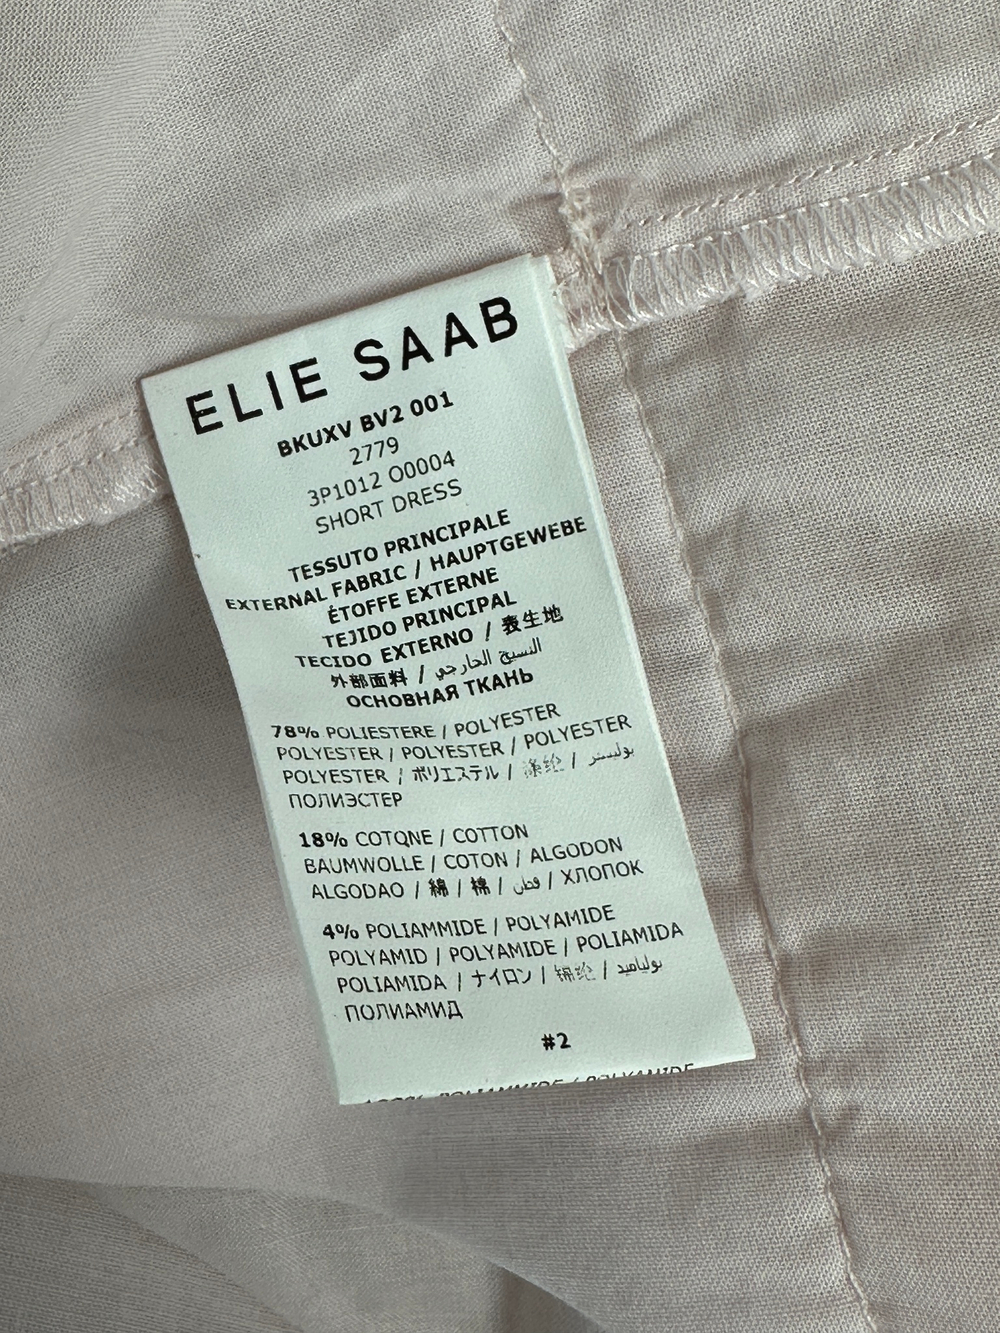 ELIE SAAB
BKUXV BV2 001
2779
3P1012 O0004
SHORT DRESS
TESSUTO PRINCIPALE
EXTERNAL FABRIC / HAUPTGEWEBE
ÉTOFFE EXTERNE
TEJIDO PRINCIPAL
TECIDO EXTERNO / 表生地
外部面料 / النسيج الخارجي
ОСНОВНАЯ ТКАНЬ
78% POLIESTERE / POLYESTER
POLYESTER / POLYESTER / POLYESTER
POLYESTER / ポリエステル / 涤纶 / بوليستر
ПОЛИЭСТЕР
18% COTONE / COTTON
BAUMWOLLE / COTON / ALGODON
ALGODAO / 綿 / 棉 / قطن / ХЛОПОК
4% POLIAMMIDE / POLYAMIDE
POLYAMID / POLYAMIDE / POLIAMIDA
POLIAMIDA / ナイロン / 锦纶 / بولياميد
ПОЛИАМИД
#2
100% POLIAMMIDE / POLYAMIDE